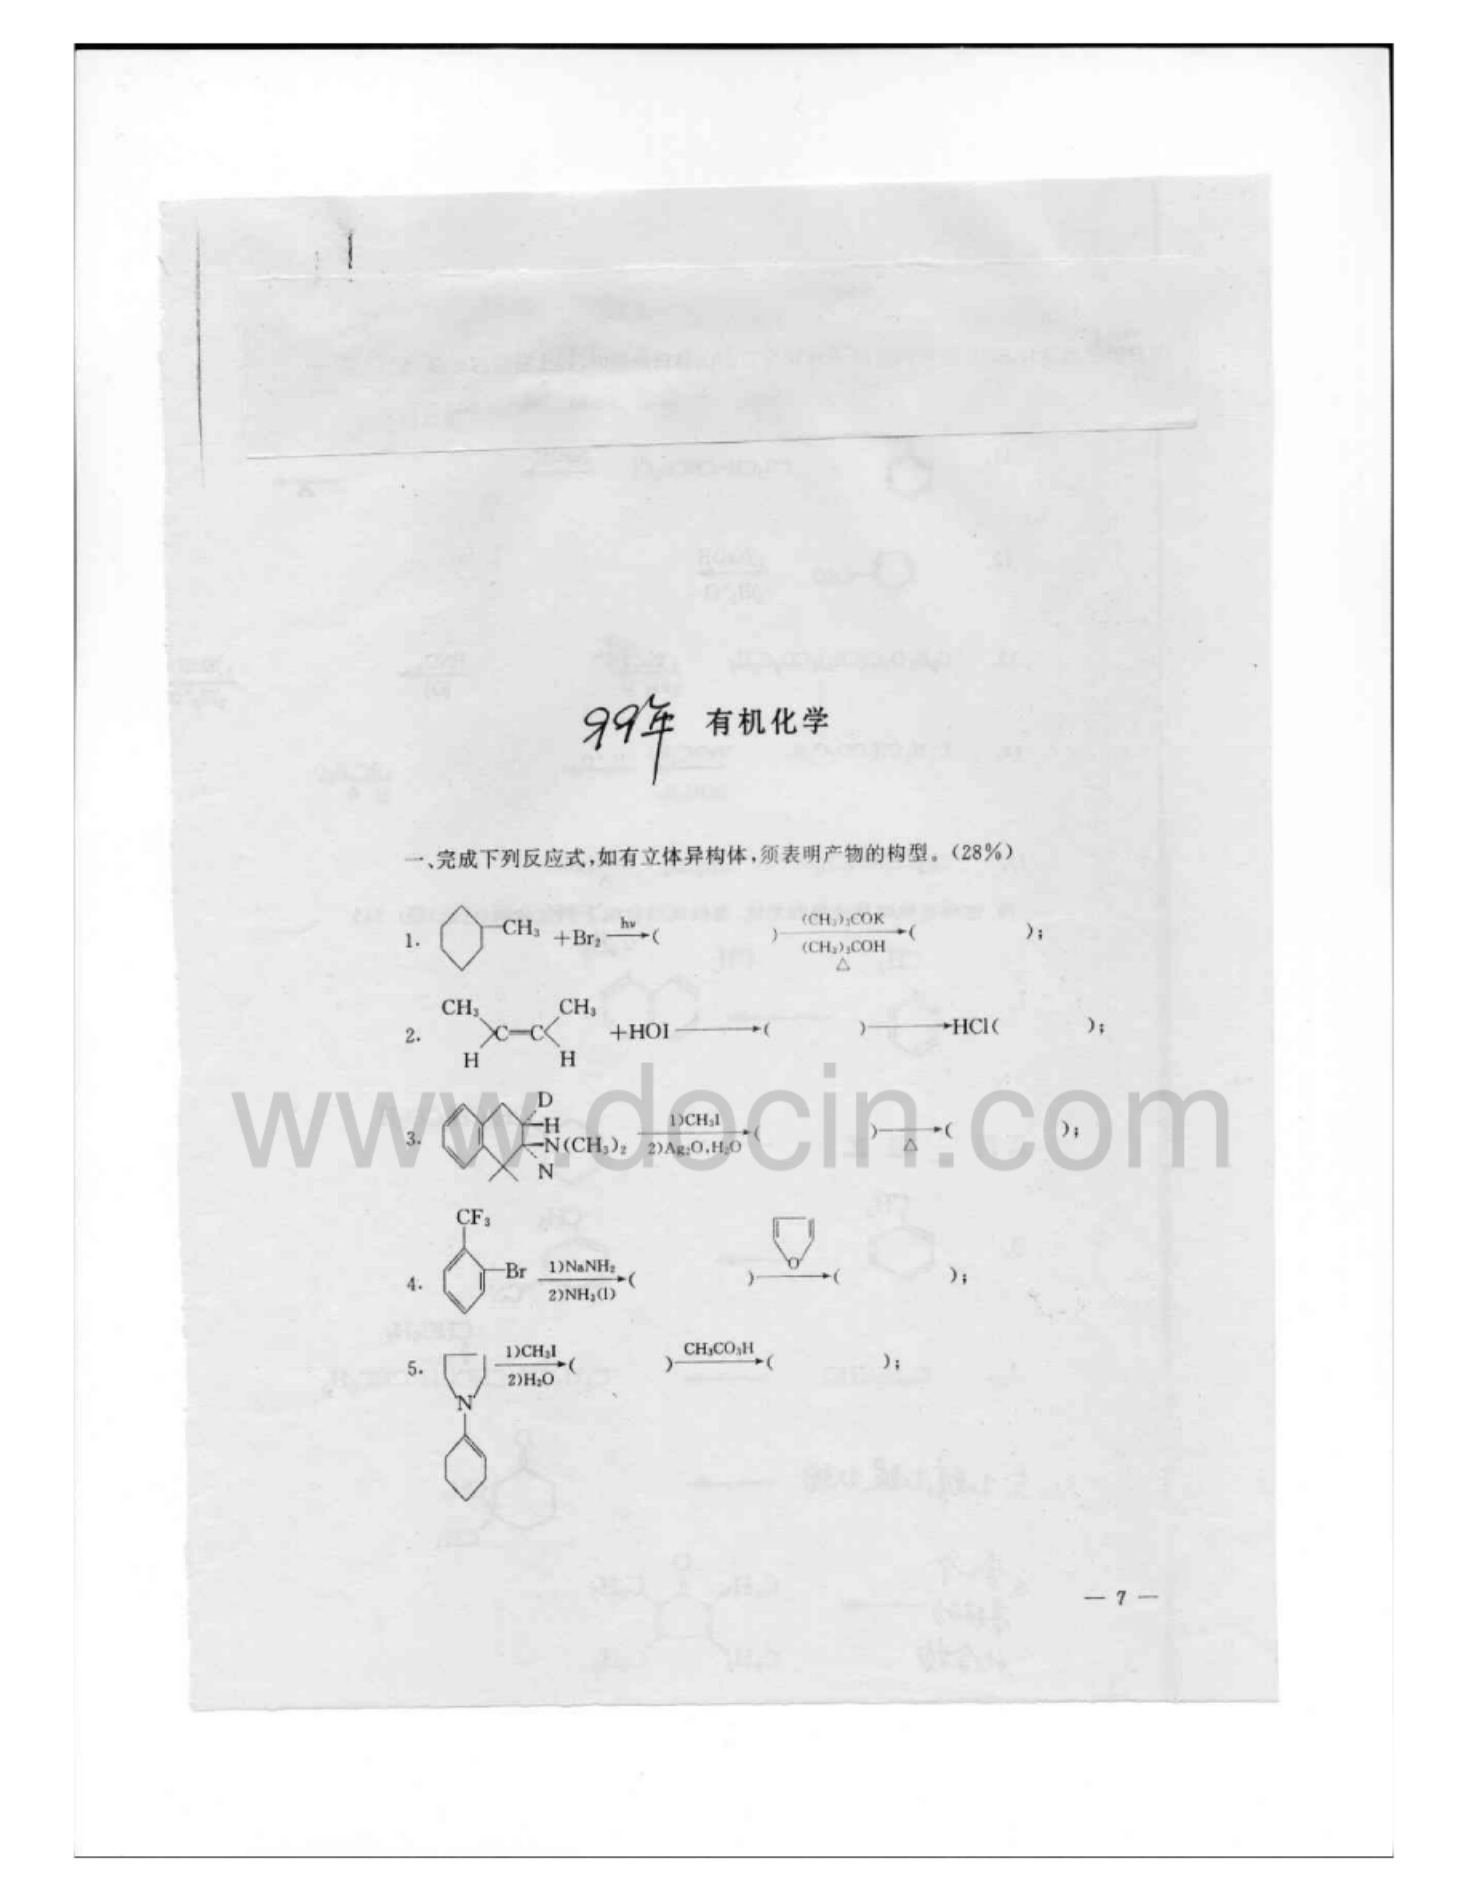 99年 有机化学
一、完成下列反应式,如有立体异构体,须表明产物的构型。(28%)
1. CH₃ +Br₂ hν ( ) (CH₃)₃COK (CH₃)₃COH △ ( );
2. CH₃ CH₃ C=C H H +HOI ( ) HCl( );
3. D H N(CH₃)₂ N 1)CH₃I 2)Ag₂O,H₂O ( ) △ ( );
4. CF₃ Br 1)NaNH₂ 2)NH₃(l) ( ) O ( );
5. N 1)CH₃I 2)H₂O ( ) CH₃CO₃H ( );
— 7 —
www.docin.com